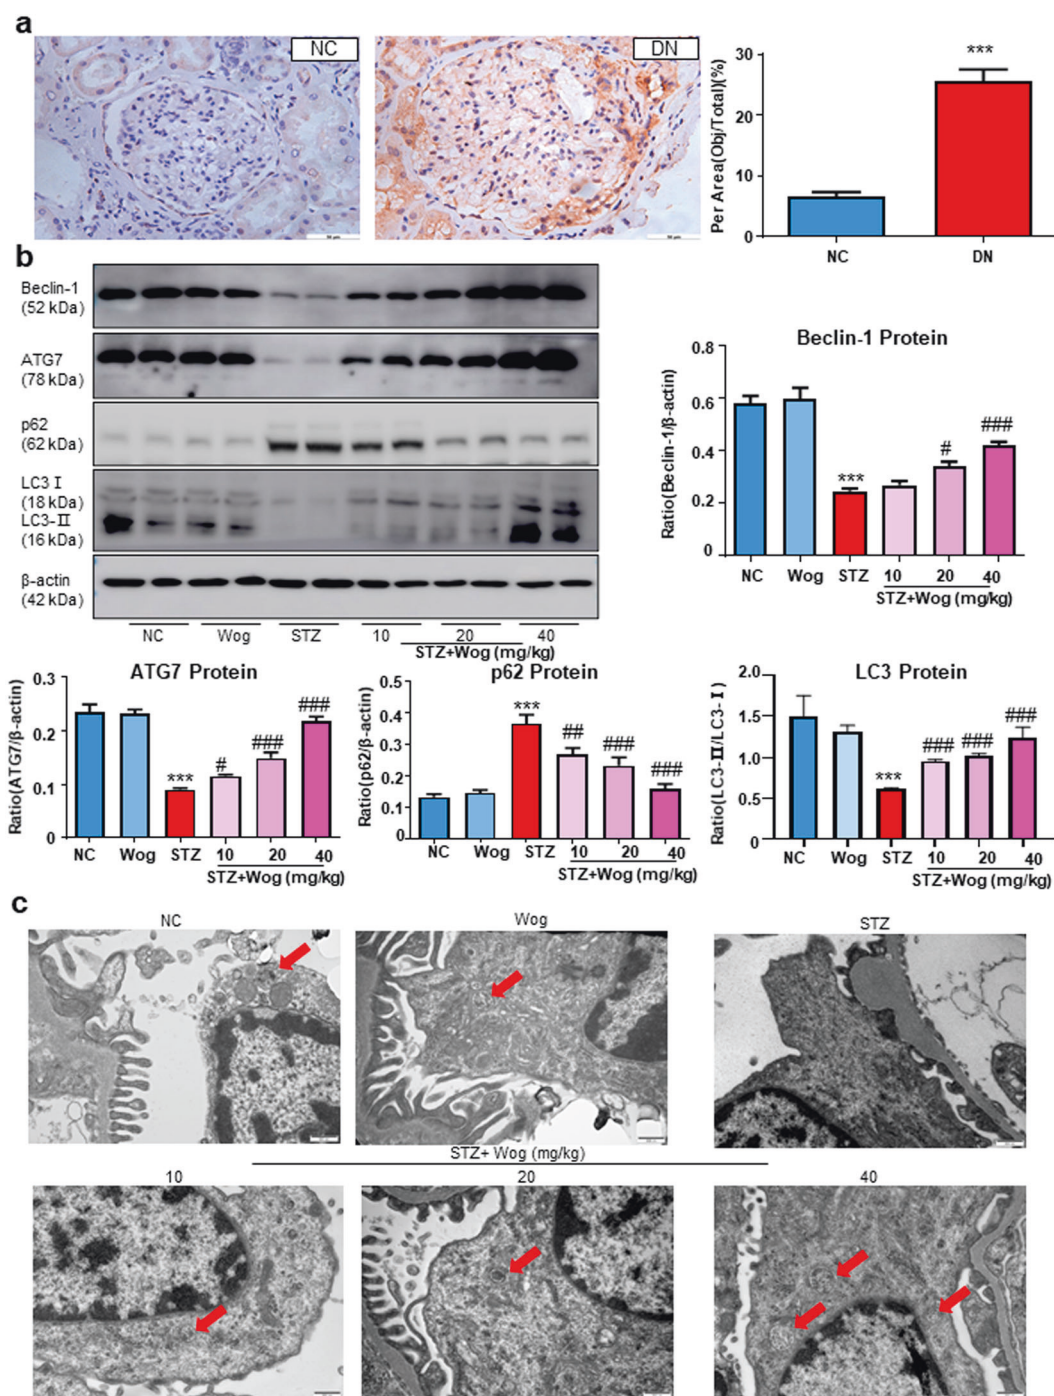 a
NC
DN
Per Area(Obj/Total)(%)
30
20
10
0
***
NC
DN
b
Beclin-1
(52 kDa)
ATG7
(78 kDa)
p62
(62 kDa)
LC3 I
(18 kDa)
LC3-II
(16 kDa)
β-actin
(42 kDa)
NC
Wog
STZ
10
20
40
STZ+Wog (mg/kg)
Beclin-1 Protein
Ratio(Beclin-1/β-actin)
0.8
0.6
0.4
0.2
0
***
#
###
NC
Wog
STZ
10
20
40
STZ+Wog (mg/kg)
ATG7 Protein
Ratio(ATG7/β-actin)
0.3
0.2
0.1
0
***
#
###
###
NC
Wog
STZ
10
20
40
STZ+Wog (mg/kg)
p62 Protein
Ratio(p62/β-actin)
0.5
0.4
0.3
0.2
0.1
0
***
##
###
###
NC
Wog
STZ
10
20
40
STZ+Wog (mg/kg)
LC3 Protein
Ratio(LC3-II/LC3-I)
2.0
1.5
1.0
0.5
0.0
***
###
###
###
NC
Wog
STZ
10
20
40
STZ+Wog (mg/kg)
c
NC
Wog
STZ
STZ+ Wog (mg/kg)
10
20
40